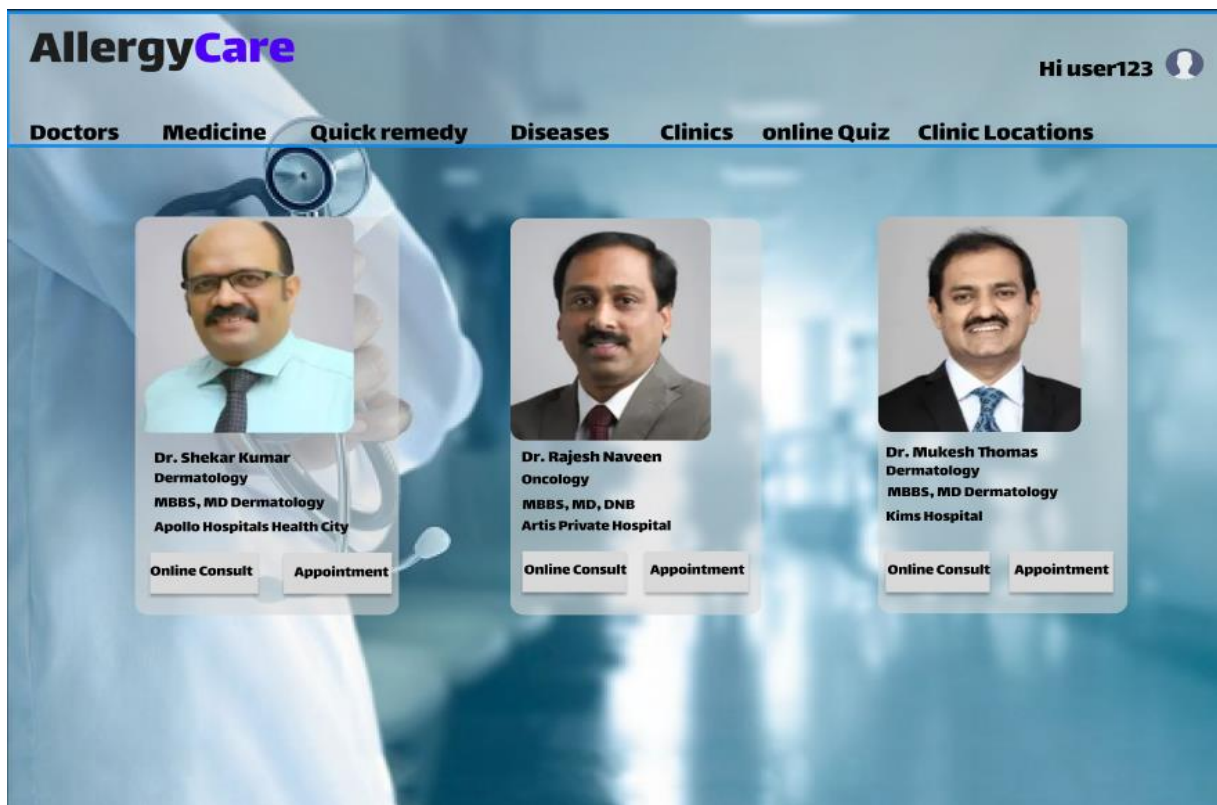 AllergyCare
Hi user123
Doctors Medicine Quick remedy Diseases Clinics online Quiz Clinic Locations
Dr. Shekar Kumar
Dermatology
MBBS, MD Dermatology
Apollo Hospitals Health City
Online Consult Appointment
Dr. Rajesh Naveen
Oncology
MBBS, MD, DNB
Artis Private Hospital
Online Consult Appointment
Dr. Mukesh Thomas
Dermatology
MBBS, MD Dermatology
Kims Hospital
Online Consult Appointment